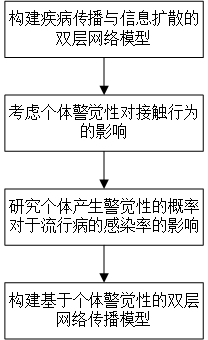 构建疾病传播与信息扩散的
双层网络模型
考虑个体警觉性对接触行为
的影响
研究个体产生警觉性的概率
对于流行病的感染率的影响
构建基于个体警觉性的双层
网络传播模型